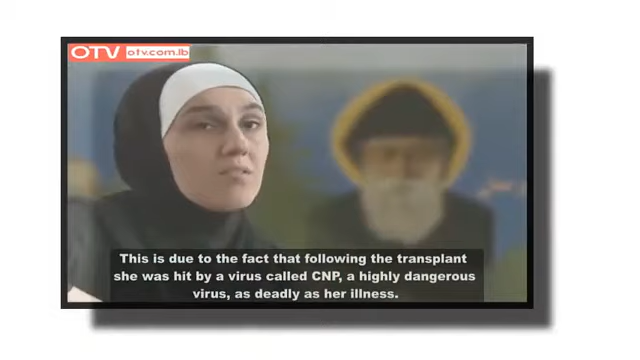 OTV otv.com.lb
This is due to the fact that following the transplant
she was hit by a virus called CNP, a highly dangerous
virus, as deadly as her illness.